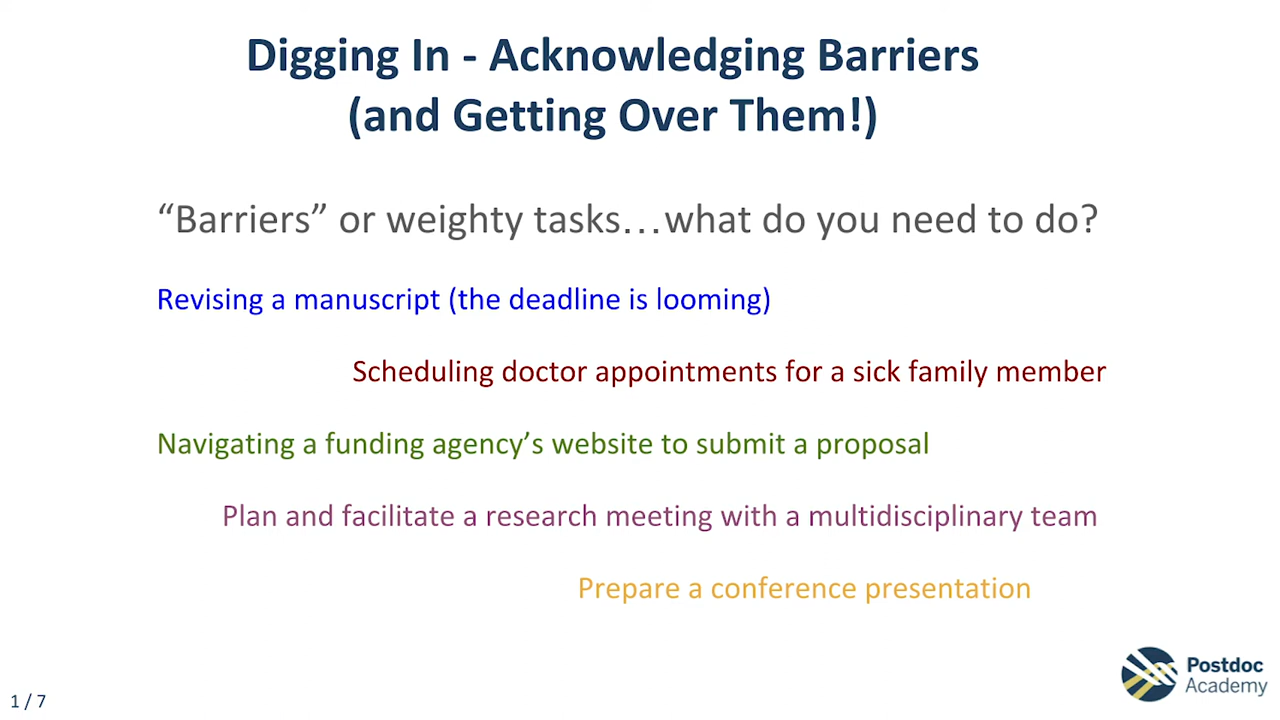 Digging In - Acknowledging Barriers
(and Getting Over Them!)
“Barriers” or weighty tasks…what do you need to do?
Revising a manuscript (the deadline is looming)
Scheduling doctor appointments for a sick family member
Navigating a funding agency’s website to submit a proposal
Plan and facilitate a research meeting with a multidisciplinary team
Prepare a conference presentation
Postdoc
Academy
1 / 7